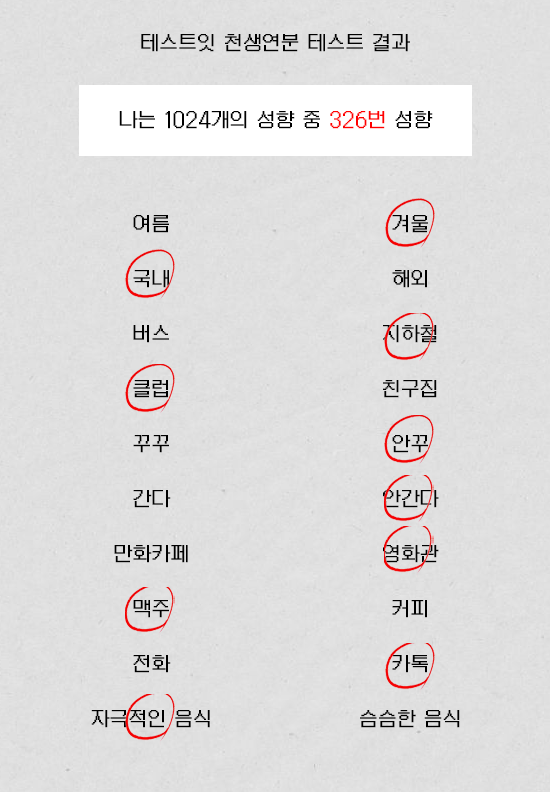 테스트잇 천생연분 테스트 결과
나는 1024개의 성향 중 326번 성향
여름 겨울
국내 해외
버스 지하철
클럽 친구집
꾸꾸 안꾸
간다 안간다
만화카페 영화관
맥주 커피
전화 카톡
자극적인 음식 슴슴한 음식